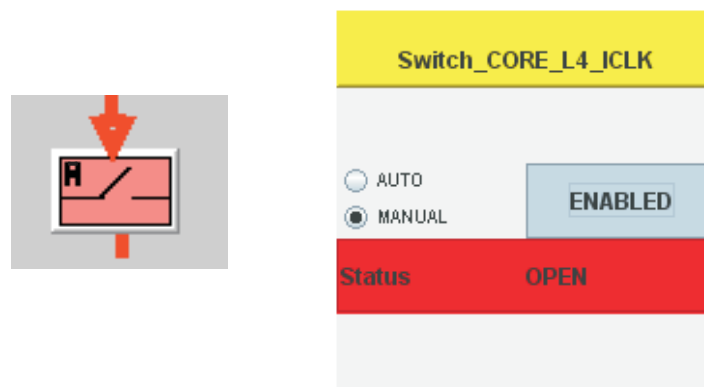 A
Switch_CORE_L4_ICLK
AUTO
MANUAL
ENABLED
Status OPEN